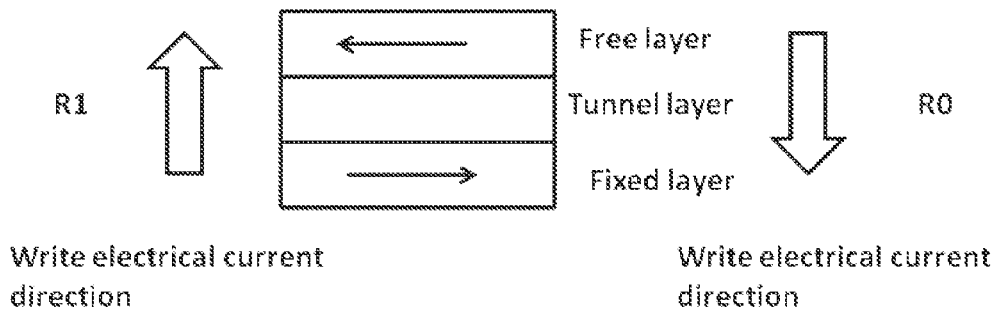 Free layer
R1
Tunnel layer
R0
Fixed layer
Write electrical current
direction
Write electrical current
direction